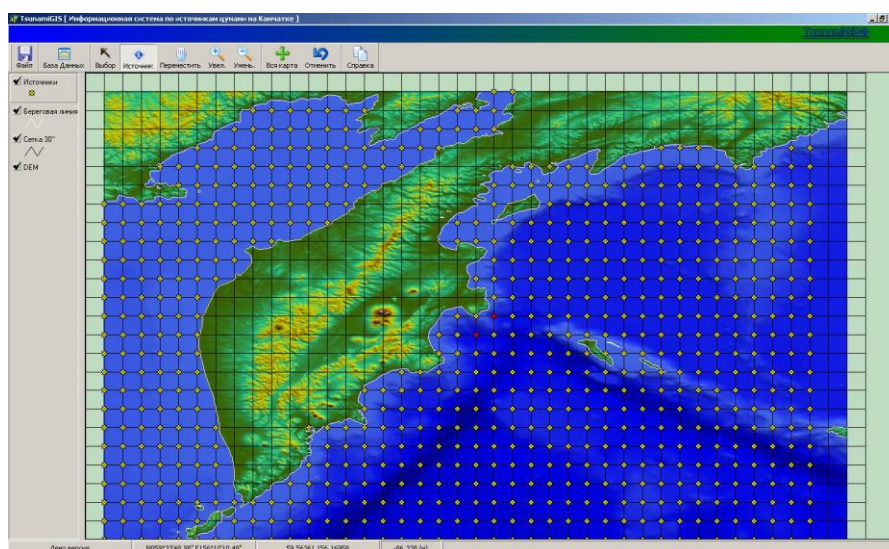 TsunamiGIS [ Информационная система по источникам цунами на Камчатке ]
Файл База Данных Выбор Источник Переместить Увел. Умень. Вся карта Отменить Справка
Источники
Береговая линия
Сетка 30"
DEM
Демо версия